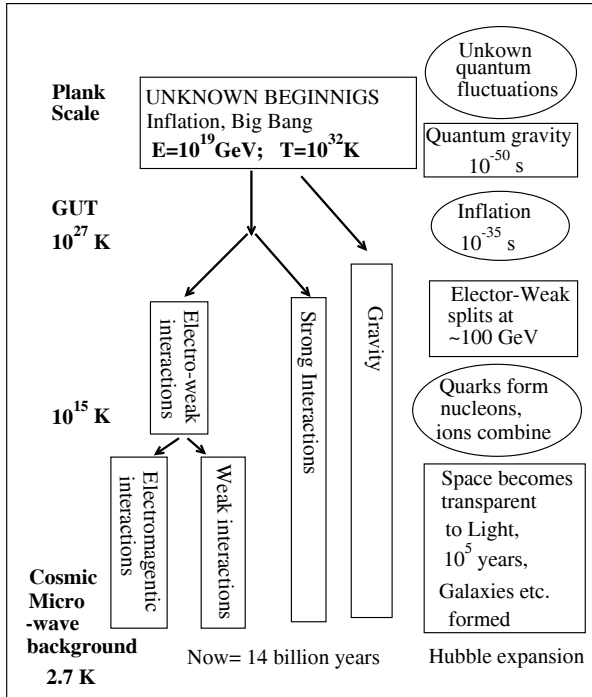 Unkown
quantum
fluctuations
Plank
Scale
UNKNOWN BEGINNIGS
Inflation, Big Bang
E=10^19GeV; T=10^32K
Quantum gravity
10^-50 s
GUT
10^27 K
Inflation
10^-35 s
Electro-weak
interactions
Strong Interactions
Gravity
Elector-Weak
splits at
~100 GeV
10^15 K
Quarks form
nucleons,
ions combine
Electromagentic
interactions
Weak interactions
Space becomes
transparent
to Light,
10^5 years,
Galaxies etc.
formed
Cosmic
Micro
-wave
background
2.7 K
Now= 14 billion years
Hubble expansion